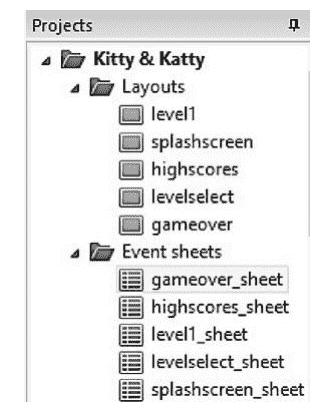 Projects
Kitty & Katty
Layouts
level1
splashscreen
highscores
levelselect
gameover
Event sheets
gameover_sheet
highscores_sheet
level1_sheet
levelselect_sheet
splashscreen_sheet